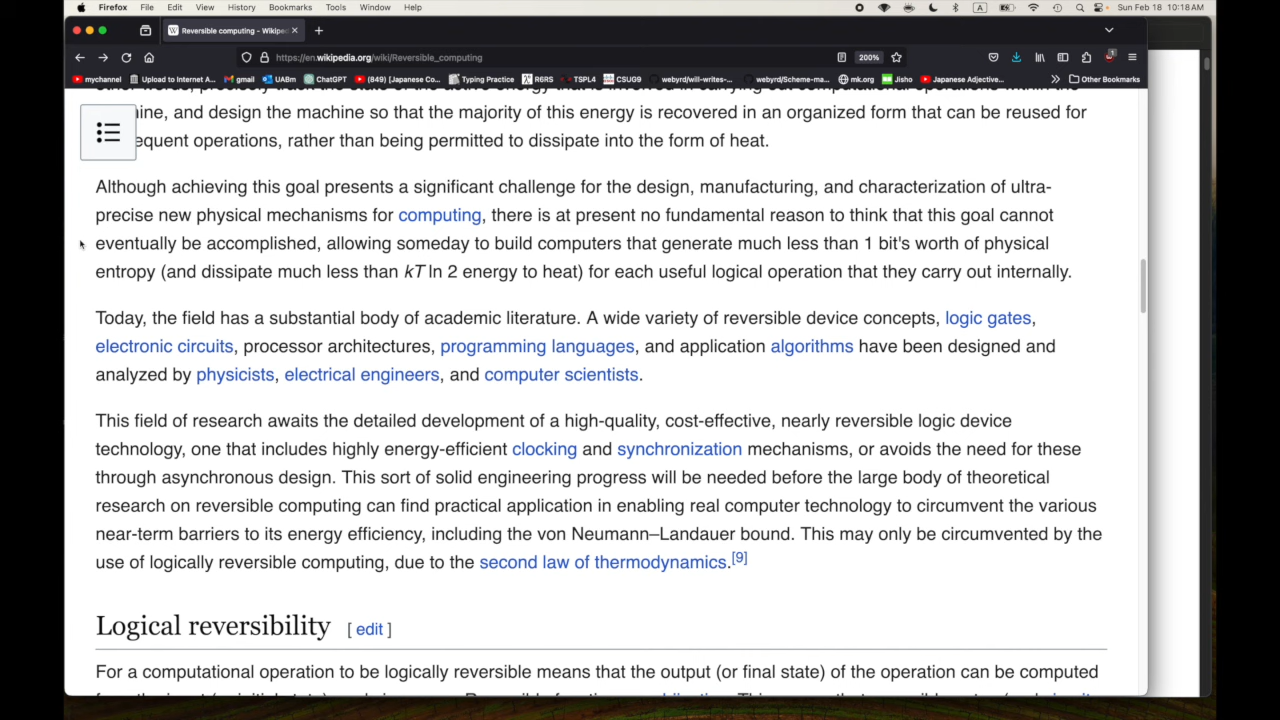 Firefox File Edit View History Bookmarks Tools Window Help A Sun Feb 18 10:18 AM
W Reversible computing - Wikipe
https://en.wikipedia.org/wiki/Reversible_computing 200%
mychannel Upload to Internet A... gmail UABm ChatGPT (849) [Japanese Co... Typing Practice R6RS TSPL4 CSUG9 webyrd/will-writes-... webyrd/Scheme-ma... mk.org Jisho Japanese Adjective... Other Bookmarks
ine, and design the machine so that the majority of this energy is recovered in an organized form that can be reused for
equent operations, rather than being permitted to dissipate into the form of heat.
Although achieving this goal presents a significant challenge for the design, manufacturing, and characterization of ultra-
precise new physical mechanisms for computing, there is at present no fundamental reason to think that this goal cannot
eventually be accomplished, allowing someday to build computers that generate much less than 1 bit's worth of physical
entropy (and dissipate much less than kT ln 2 energy to heat) for each useful logical operation that they carry out internally.
Today, the field has a substantial body of academic literature. A wide variety of reversible device concepts, logic gates,
electronic circuits, processor architectures, programming languages, and application algorithms have been designed and
analyzed by physicists, electrical engineers, and computer scientists.
This field of research awaits the detailed development of a high-quality, cost-effective, nearly reversible logic device
technology, one that includes highly energy-efficient clocking and synchronization mechanisms, or avoids the need for these
through asynchronous design. This sort of solid engineering progress will be needed before the large body of theoretical
research on reversible computing can find practical application in enabling real computer technology to circumvent the various
near-term barriers to its energy efficiency, including the von Neumann–Landauer bound. This may only be circumvented by the
use of logically reversible computing, due to the second law of thermodynamics.[9]
Logical reversibility [ edit ]
For a computational operation to be logically reversible means that the output (or final state) of the operation can be computed